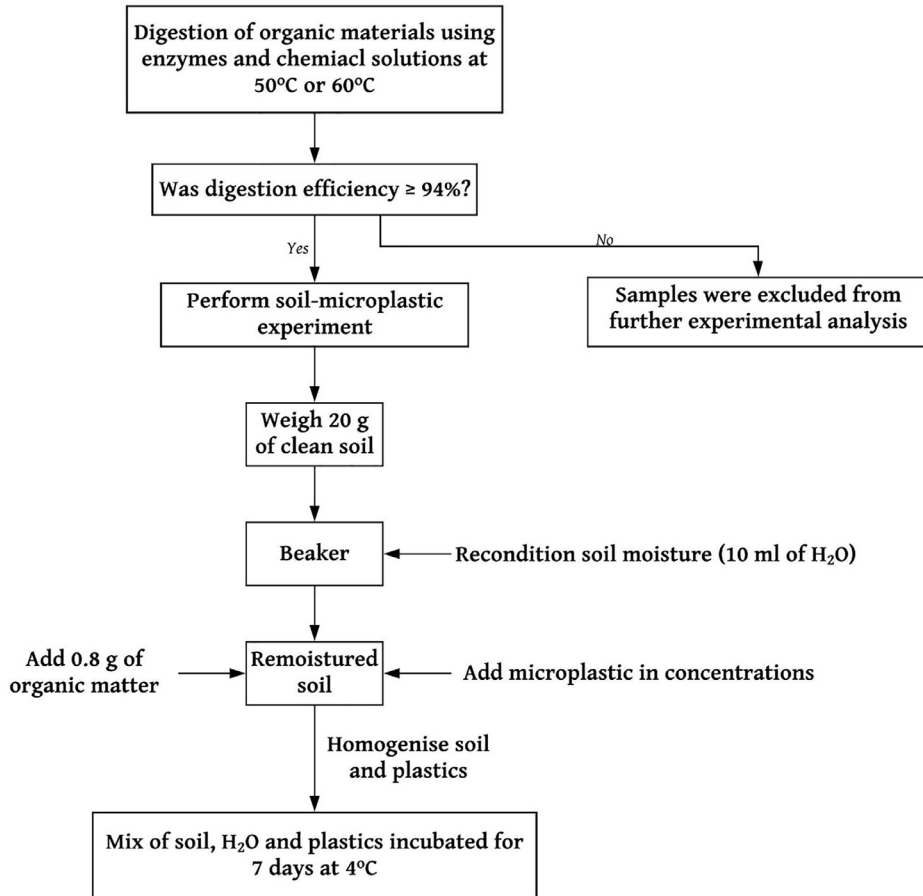 Digestion of organic materials using
enzymes and chemiacl solutions at
50ºC or 60ºC
Was digestion efficiency ≥ 94%?
Yes
No
Perform soil-microplastic
experiment
Samples were excluded from
further experimental analysis
Weigh 20 g
of clean soil
Beaker
Recondition soil moisture (10 ml of H₂O)
Add 0.8 g of
organic matter
Remoistured
soil
Add microplastic in concentrations
Homogenise soil
and plastics
Mix of soil, H₂O and plastics incubated for
7 days at 4ºC